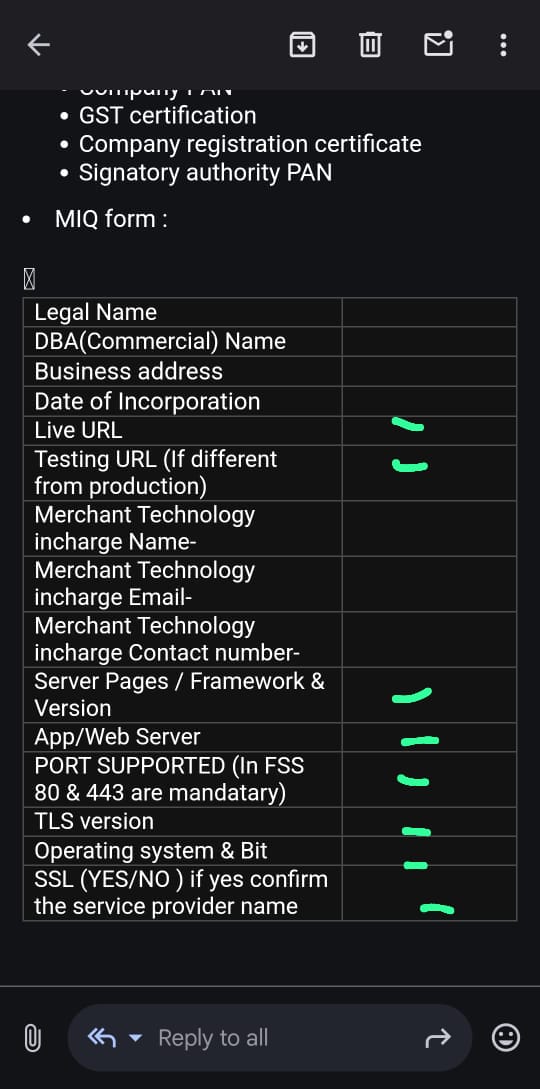 Company PAN
• GST certification
• Company registration certificate
• Signatory authority PAN
• MIQ form :
Legal Name
DBA(Commercial) Name
Business address
Date of Incorporation
Live URL
Testing URL (If different
from production)
Merchant Technology
incharge Name-
Merchant Technology
incharge Email-
Merchant Technology
incharge Contact number-
Server Pages / Framework &
Version
App/Web Server
PORT SUPPORTED (In FSS
80 & 443 are mandatary)
TLS version
Operating system & Bit
SSL (YES/NO ) if yes confirm
the service provider name
Reply to all